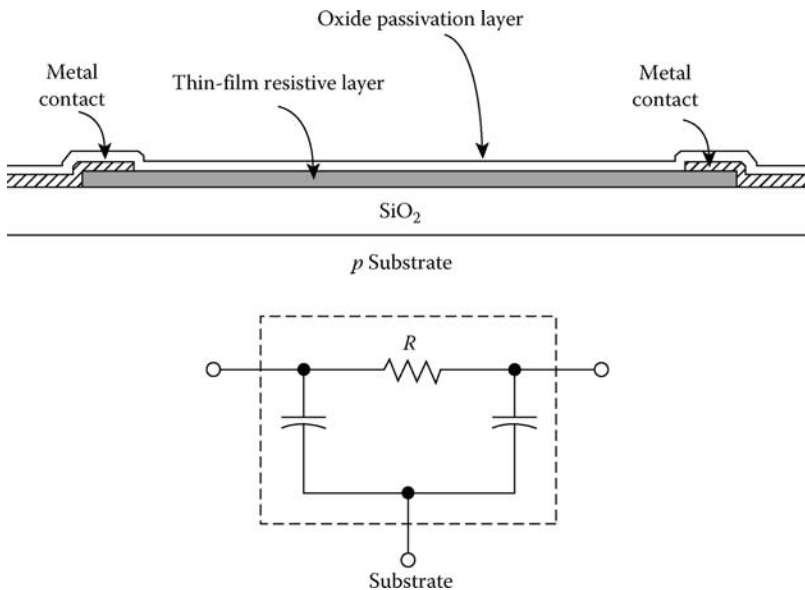 Oxide passivation layer
Metal
contact
Thin-film resistive layer
Metal
contact
SiO₂
p Substrate
R
Substrate